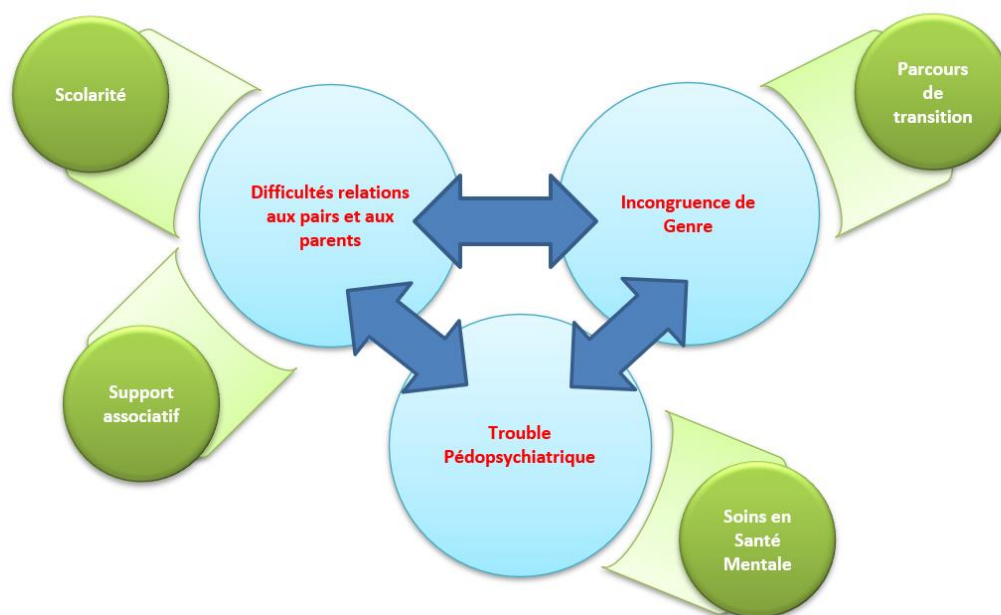 Scolarité
Parcours
de
transition
Difficultés relations
aux pairs et aux
parents
Incongruence de
Genre
Support
associatif
Trouble
Pédopsychiatrique
Soins en
Santé
Mentale